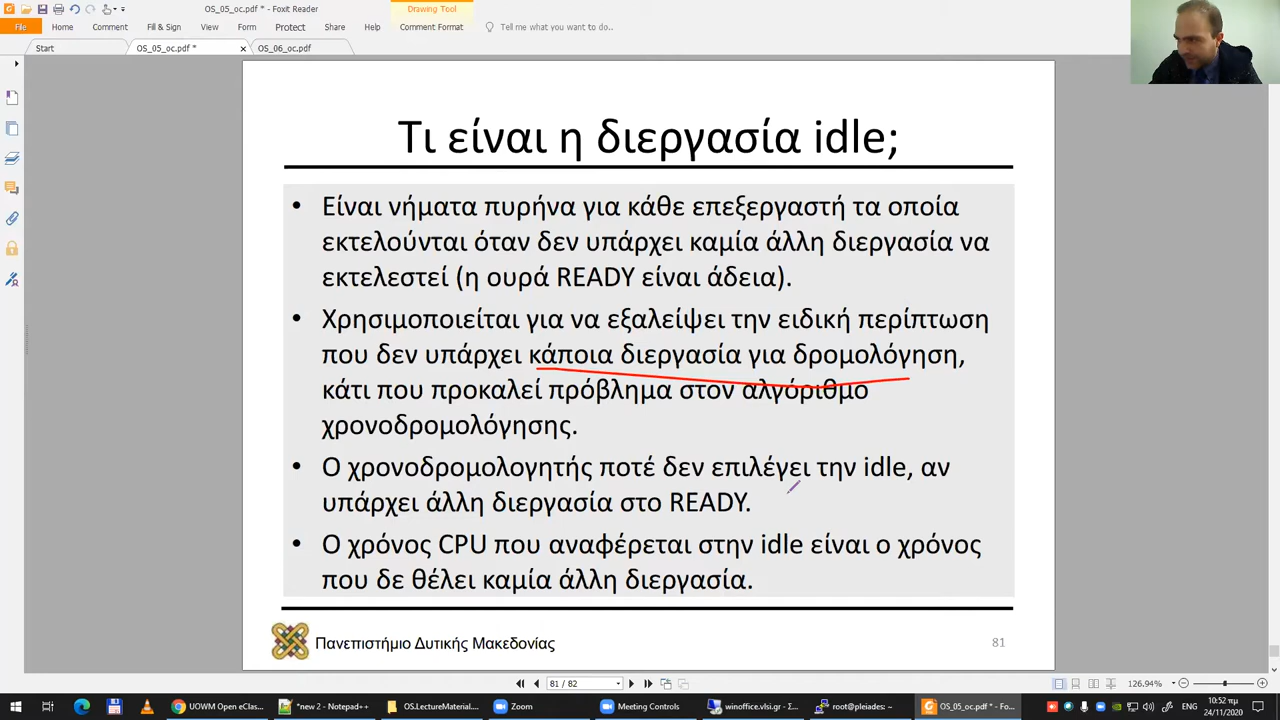 OS_05_oc.pdf * - Foxit Reader
Drawing Tool
File Home Comment Fill & Sign View Form Protect Share Help Comment Format Tell me what you want to do..
Start OS_05_oc.pdf * OS_06_oc.pdf
Τι είναι η διεργασία idle;
• Είναι νήματα πυρήνα για κάθε επεξεργαστή τα οποία
εκτελούνται όταν δεν υπάρχει καμία άλλη διεργασία να
εκτελεστεί (η ουρά READY είναι άδεια).
• Χρησιμοποιείται για να εξαλείψει την ειδική περίπτωση
που δεν υπάρχει κάποια διεργασία για δρομολόγηση,
κάτι που προκαλεί πρόβλημα στον αλγόριθμο
χρονοδρομολόγησης.
• Ο χρονοδρομολογητής ποτέ δεν επιλέγει την idle, αν
υπάρχει άλλη διεργασία στο READY.
• Ο χρόνος CPU που αναφέρεται στην idle είναι ο χρόνος
που δε θέλει καμία άλλη διεργασία.
Πανεπιστήμιο Δυτικής Μακεδονίας
81
81 / 82
126.94%
UOWM Open eClas... *new 2 - Notepad++ OS.LectureMaterial... Zoom Meeting Controls winoffice.vlsi.gr - Σ... root@pleiades: ~ OS_05_oc.pdf * - Fo...
10:52 πμ
24/11/2020